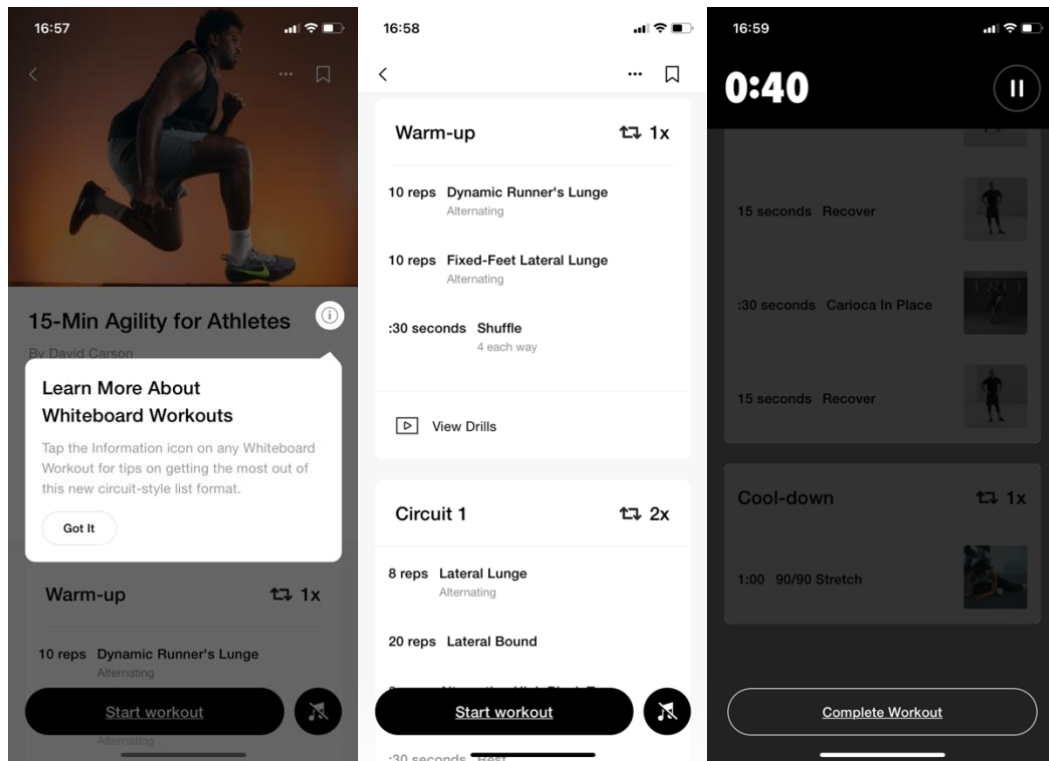 16:57
15-Min Agility for Athletes
By David Carson
Learn More About
Whiteboard Workouts
Tap the Information icon on any Whiteboard
Workout for tips on getting the most out of
this new circuit-style list format.
Got It
Warm-up 1x
10 reps Dynamic Runner's Lunge
Alternating
Start workout
Alternating
16:58
Warm-up 1x
10 reps Dynamic Runner's Lunge
Alternating
10 reps Fixed-Feet Lateral Lunge
Alternating
:30 seconds Shuffle
4 each way
View Drills
Circuit 1 2x
8 reps Lateral Lunge
Alternating
20 reps Lateral Bound
Start workout
:30 seconds Rest
16:59
0:40
15 seconds Recover
:30 seconds Carioca In Place
15 seconds Recover
Cool-down 1x
1:00 90/90 Stretch
Complete Workout